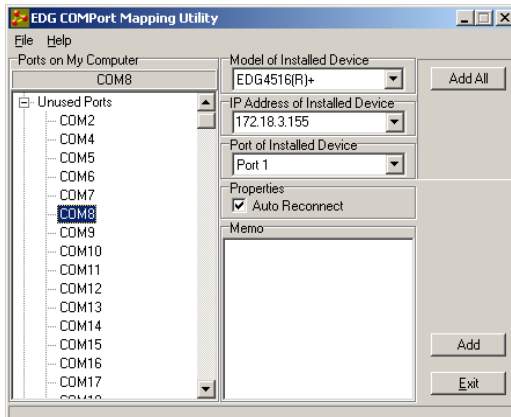 EDG COMPort Mapping Utility
File Help
Ports on My Computer
COM8
Unused Ports
COM2
COM4
COM5
COM6
COM7
COM8
COM9
COM10
COM11
COM12
COM13
COM14
COM15
COM16
COM17
Model of Installed Device
EDG4516(R)+
IP Address of Installed Device
172.18.3.155
Port of Installed Device
Port 1
Properties
Auto Reconnect
Memo
Add All
Add
Exit